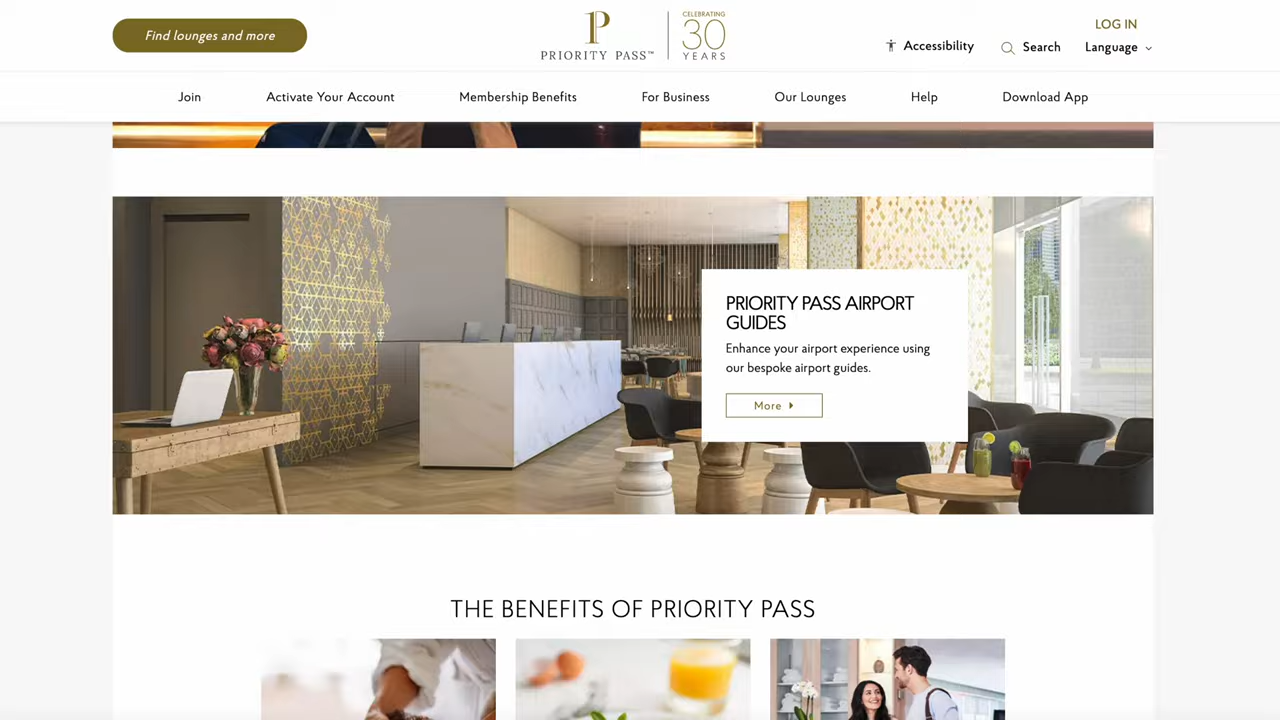 Find lounges and more
PRIORITY PASS™
CELEBRATING
30
YEARS
LOG IN
Accessibility
Search
Language
Join
Activate Your Account
Membership Benefits
For Business
Our Lounges
Help
Download App
PRIORITY PASS AIRPORT
GUIDES
Enhance your airport experience using
our bespoke airport guides.
More
THE BENEFITS OF PRIORITY PASS